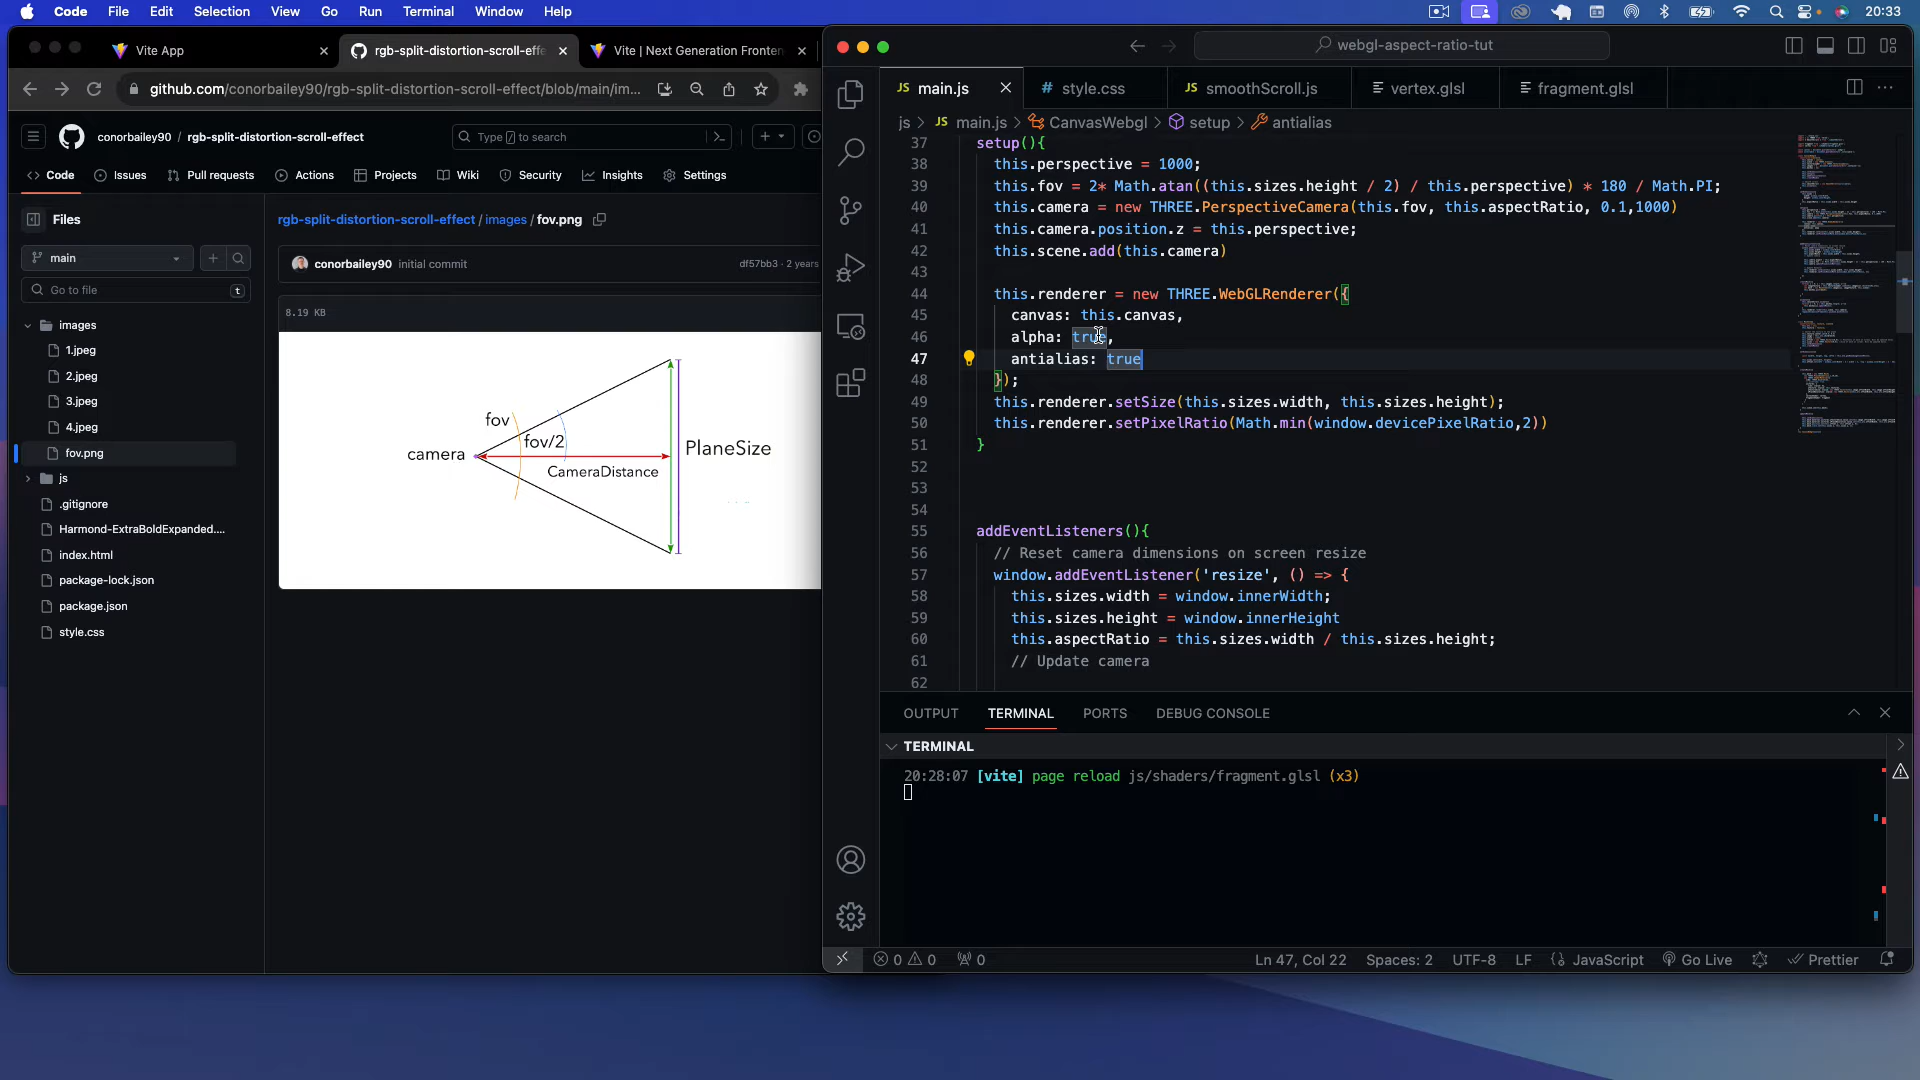 Code File Edit Selection View Go Run Terminal Window Help 20:33
Vite App
rgb-split-distortion-scroll-effe
Vite | Next Generation Fronten
github.com/conorbailey90/rgb-split-distortion-scroll-effect/blob/main/im...
conorbailey90 / rgb-split-distortion-scroll-effect
Type / to search
Code Issues Pull requests Actions Projects Wiki Security Insights Settings
Files
main
Go to file t
images
1.jpeg
2.jpeg
3.jpeg
4.jpeg
fov.png
js
.gitignore
Harmond-ExtraBoldExpanded....
index.html
package-lock.json
package.json
style.css
rgb-split-distortion-scroll-effect / images / fov.png
conorbailey90 initial commit df57bb3 · 2 years
8.19 KB
fov
fov/2
camera
CameraDistance
PlaneSize
webgl-aspect-ratio-tut
JS main.js
# style.css
JS smoothScroll.js
vertex.glsl
fragment.glsl
js > JS main.js > CanvasWebgl > setup > antialias
37 setup(){
38 this.perspective = 1000;
39 this.fov = 2* Math.atan((this.sizes.height / 2) / this.perspective) * 180 / Math.PI;
40 this.camera = new THREE.PerspectiveCamera(this.fov, this.aspectRatio, 0.1,1000)
41 this.camera.position.z = this.perspective;
42 this.scene.add(this.camera)
43
44 this.renderer = new THREE.WebGLRenderer({
45 canvas: this.canvas,
46 alpha: true,
47 antialias: true
48 });
49 this.renderer.setSize(this.sizes.width, this.sizes.height);
50 this.renderer.setPixelRatio(Math.min(window.devicePixelRatio,2))
51 }
52
53
54
55 addEventListeners(){
56 // Reset camera dimensions on screen resize
57 window.addEventListener('resize', () => {
58 this.sizes.width = window.innerWidth;
59 this.sizes.height = window.innerHeight
60 this.aspectRatio = this.sizes.width / this.sizes.height;
61 // Update camera
62
OUTPUT TERMINAL PORTS DEBUG CONSOLE
TERMINAL
20:28:07 [vite] page reload js/shaders/fragment.glsl (x3)
0 0 0 Ln 47, Col 22 Spaces: 2 UTF-8 LF JavaScript Go Live Prettier